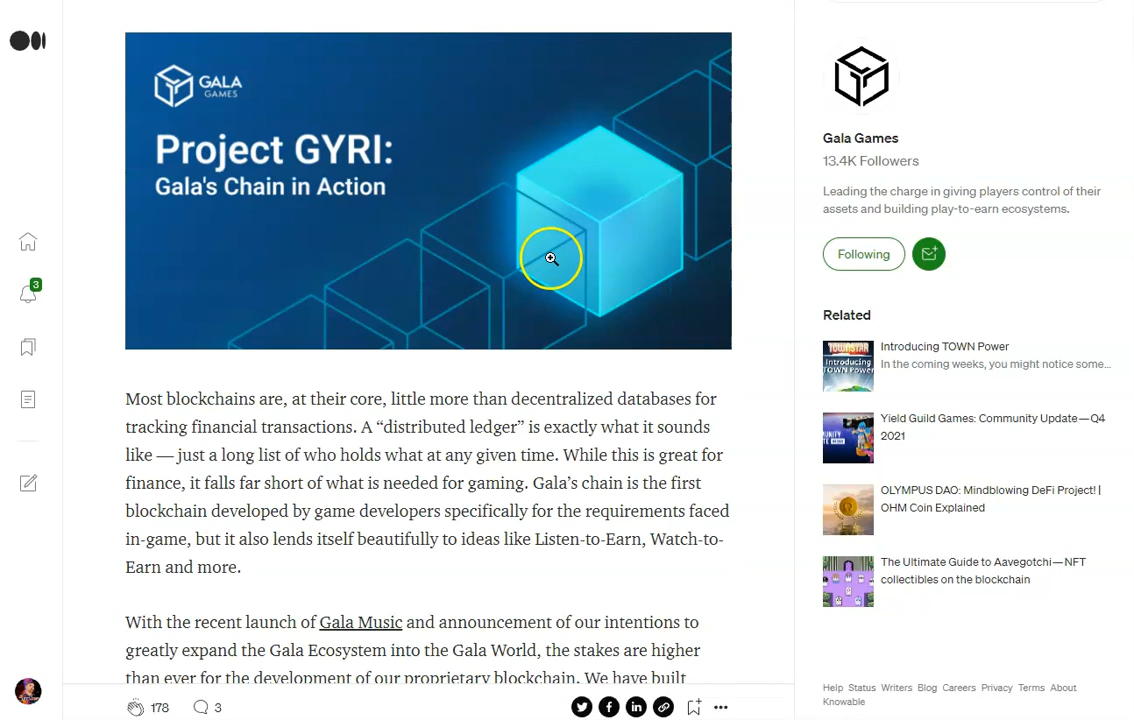 GALA
GAMES
Project GYRI:
Gala's Chain in Action
Most blockchains are, at their core, little more than decentralized databases for
tracking financial transactions. A “distributed ledger” is exactly what it sounds
like — just a long list of who holds what at any given time. While this is great for
finance, it falls far short of what is needed for gaming. Gala’s chain is the first
blockchain developed by game developers specifically for the requirements faced
in-game, but it also lends itself beautifully to ideas like Listen-to-Earn, Watch-to-
Earn and more.
With the recent launch of Gala Music and announcement of our intentions to
greatly expand the Gala Ecosystem into the Gala World, the stakes are higher
than ever for the development of our proprietary blockchain. We have built
178
3
3
Gala Games
13.4K Followers
Leading the charge in giving players control of their
assets and building play-to-earn ecosystems.
Following
Related
TOWN STAR
Introducing
TOWN Power
Introducing TOWN Power
In the coming weeks, you might notice some...
Yield Guild Games: Community Update — Q4
2021
OLYMPUS DAO: Mindblowing DeFi Project! |
OHM Coin Explained
The Ultimate Guide to Aavegotchi — NFT
collectibles on the blockchain
Help Status Writers Blog Careers Privacy Terms About
Knowable